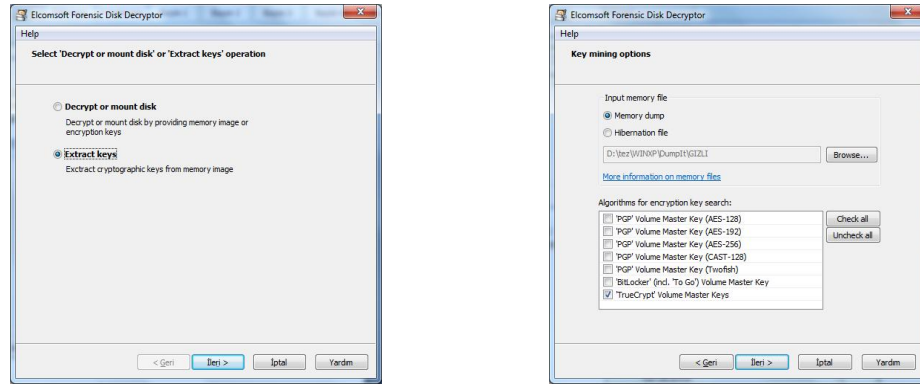 Elcomsoft Forensic Disk Decryptor
Help
Select 'Decrypt or mount disk' or 'Extract keys' operation
Decrypt or mount disk
Decrypt or mount disk by providing memory image or
encryption keys
Extract keys
Exctract cryptographic keys from memory image
< Geri
İleri >
İptal
Yardım
Elcomsoft Forensic Disk Decryptor
Help
Key mining options
Input memory file
Memory dump
Hibernation file
D:\tez\WINXP\DumpIt\GIZLI
Browse...
More information on memory files
Algorithms for encryption key search:
'PGP' Volume Master Key (AES-128)
'PGP' Volume Master Key (AES-192)
'PGP' Volume Master Key (AES-256)
'PGP' Volume Master Key (CAST-128)
'PGP' Volume Master Key (Twofish)
'BitLocker' (incl. 'To Go') Volume Master Key
'TrueCrypt' Volume Master Keys
Check all
Uncheck all
< Geri
İleri >
İptal
Yardım